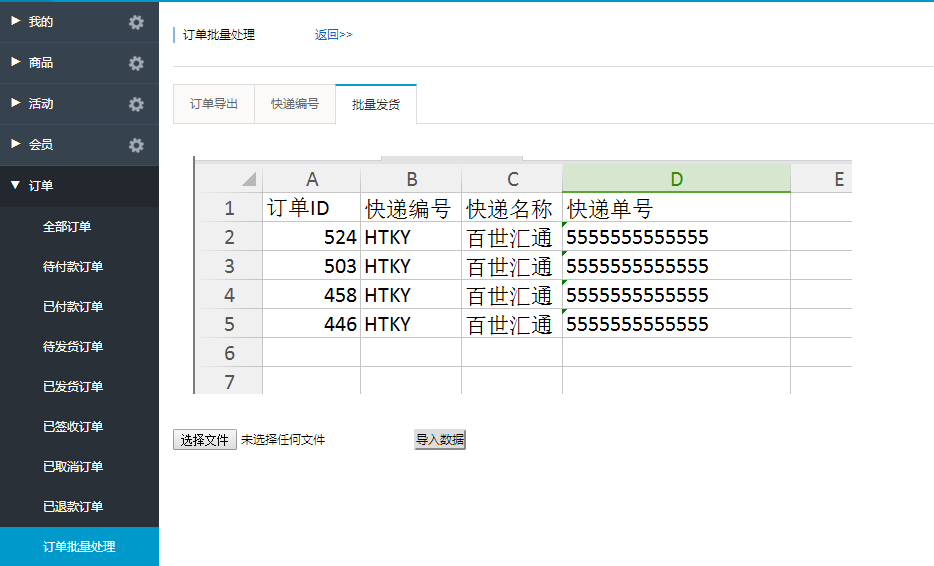 我的
商品
活动
会员
订单
全部订单
待付款订单
已付款订单
待发货订单
已发货订单
已签收订单
已取消订单
已退款订单
订单批量处理
订单批量处理 返回>>
订单导出 快递编号 批量发货
A B C D E
1 订单ID 快递编号 快递名称 快递单号
2 524 HTKY 百世汇通 5555555555555
3 503 HTKY 百世汇通 5555555555555
4 458 HTKY 百世汇通 5555555555555
5 446 HTKY 百世汇通 5555555555555
6
7
选择文件 未选择任何文件 导入数据